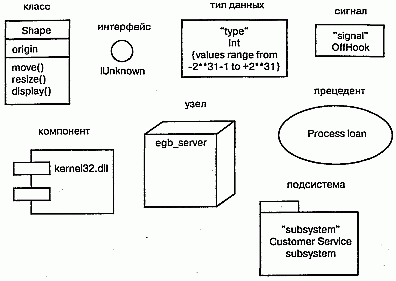 класс
Shape
origin
move()
resize()
display()
интерфейс
IUnknown
тип данных
"type"
Int
{values range from
-2**31-1 to +2**31}
сигнал
"signal"
OffHook
компонент
kernel32.dll
узел
egb_server
прецедент
Process loan
подсистема
"subsystem"
Customer Service
subsystem